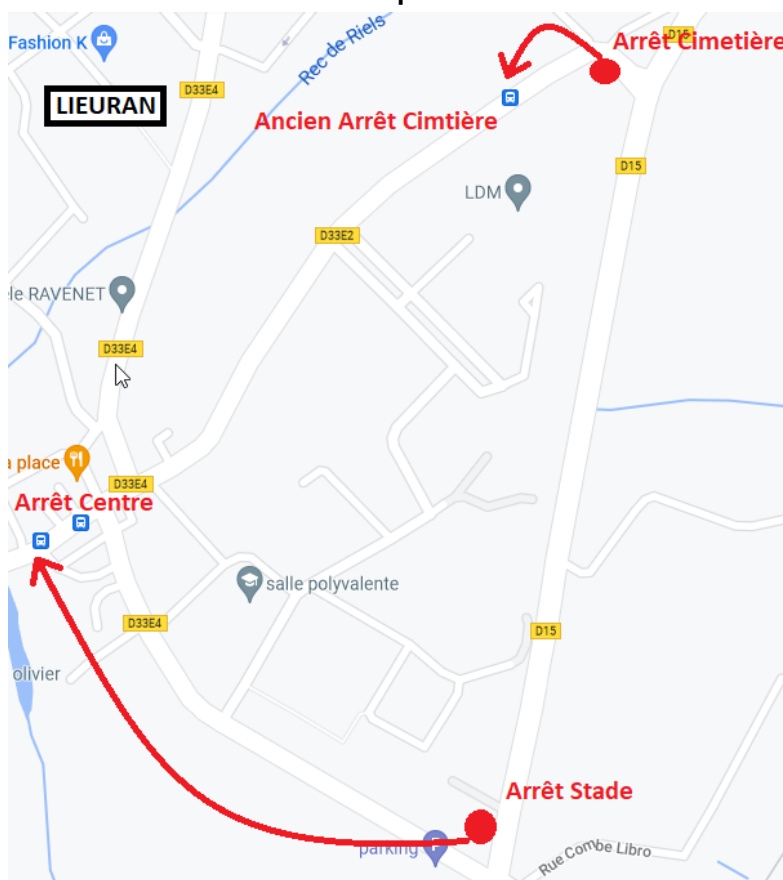 Fashion K
Rec de Riels
D15
Arrêt Cimetière
D33E4
LIEURAN
Ancien Arrêt Cimtière
D15
LDM
D33E2
le RAVENET
D33E4
place
D33E4
Arrêt Centre
salle polyvalente
D33E4
D15
olivier
Arrêt Stade
parking
P
Rue Combe Libro